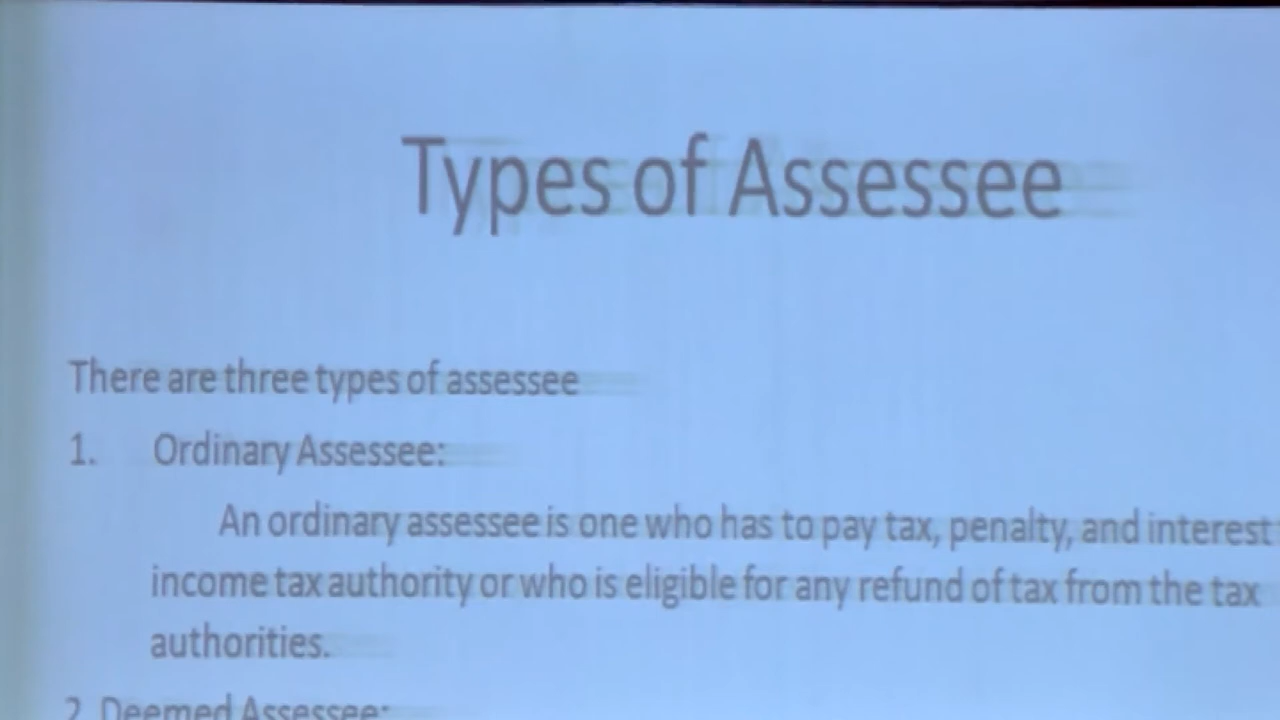 Types of Assessee
There are three types of assessee
1. Ordinary Assessee:
An ordinary assessee is one who has to pay tax, penalty, and interest
income tax authority or who is eligible for any refund of tax from the tax
authorities.
2. Deemed Assessee: